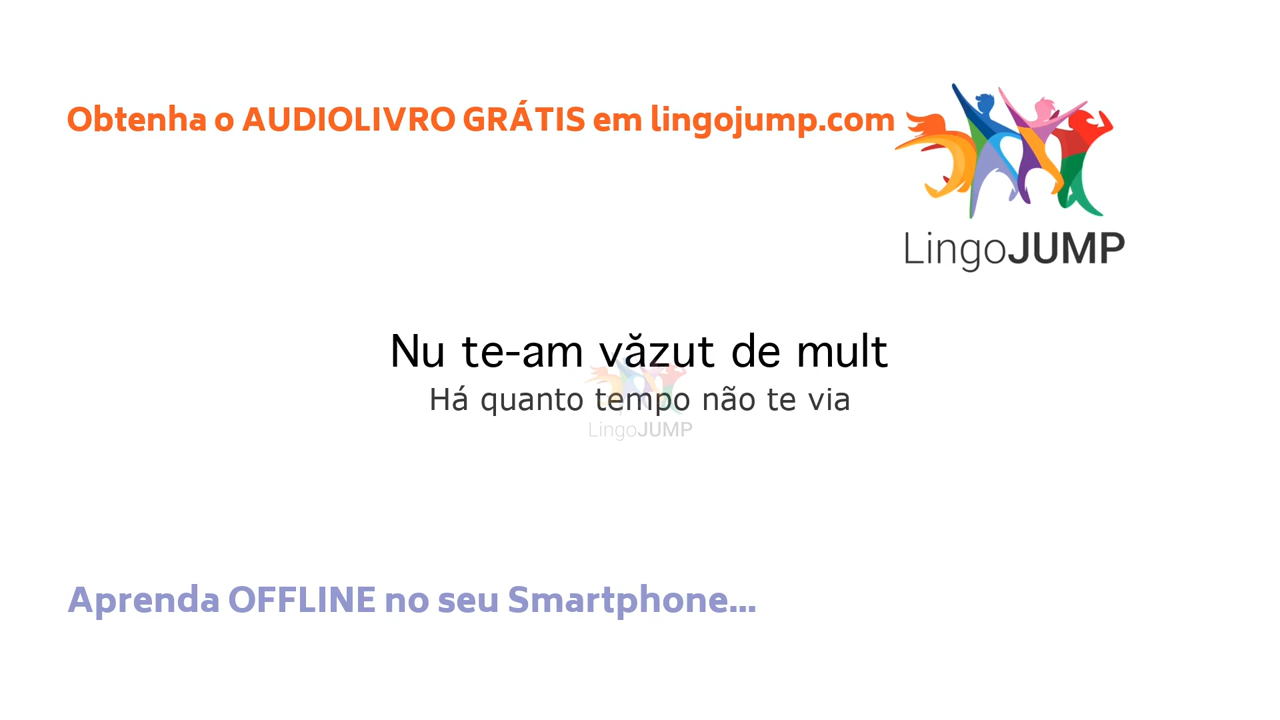 Obtenha o AUDIOLIVRO GRÁTIS em lingojump.com
LingoJUMP
Nu te-am văzut de mult
Há quanto tempo não te via
LingoJUMP
Aprenda OFFLINE no seu Smartphone...